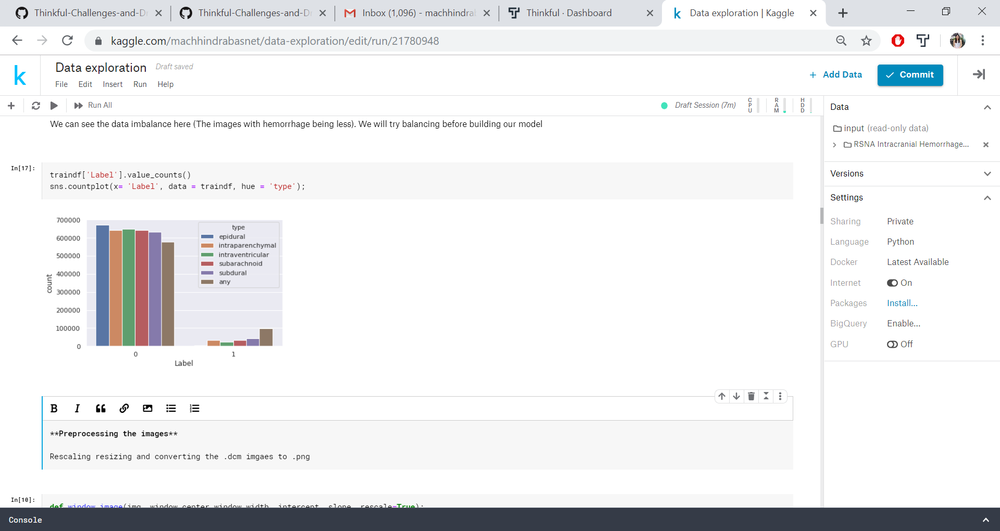 Thinkful-Challenges-and-Dr
Thinkful-Challenges-and-Dr
Inbox (1,096) - machhindrab
Thinkful · Dashboard
Data exploration | Kaggle
kaggle.com/machhindrabasnet/data-exploration/edit/run/21780948
k
Data exploration
Draft saved
File Edit Insert Run Help
+ Add Data
Commit
Run All
Draft Session (7m)
CPU
RAM
HDD
We can see the data imbalance here (The images with hemorrhage being less). We will try balancing before building our model
In[17]:
traindf['Label'].value_counts()
sns.countplot(x= 'Label', data = traindf, hue = 'type');
700000
600000
500000
400000
300000
200000
100000
0
count
type
epidural
intraparenchymal
intraventricular
subarachnoid
subdural
any
0
1
Label
B I
**Preprocessing the images**
Rescaling resizing and converting the .dcm imgaes to .png
In[10]:
def window_image(img, window_center,window_width, intercept, slope, rescale=True):
Console
Data
input (read-only data)
RSNA Intracranial Hemorrhage...
Versions
Settings
Sharing Private
Language Python
Docker Latest Available
Internet On
Packages Install...
BigQuery Enable...
GPU Off